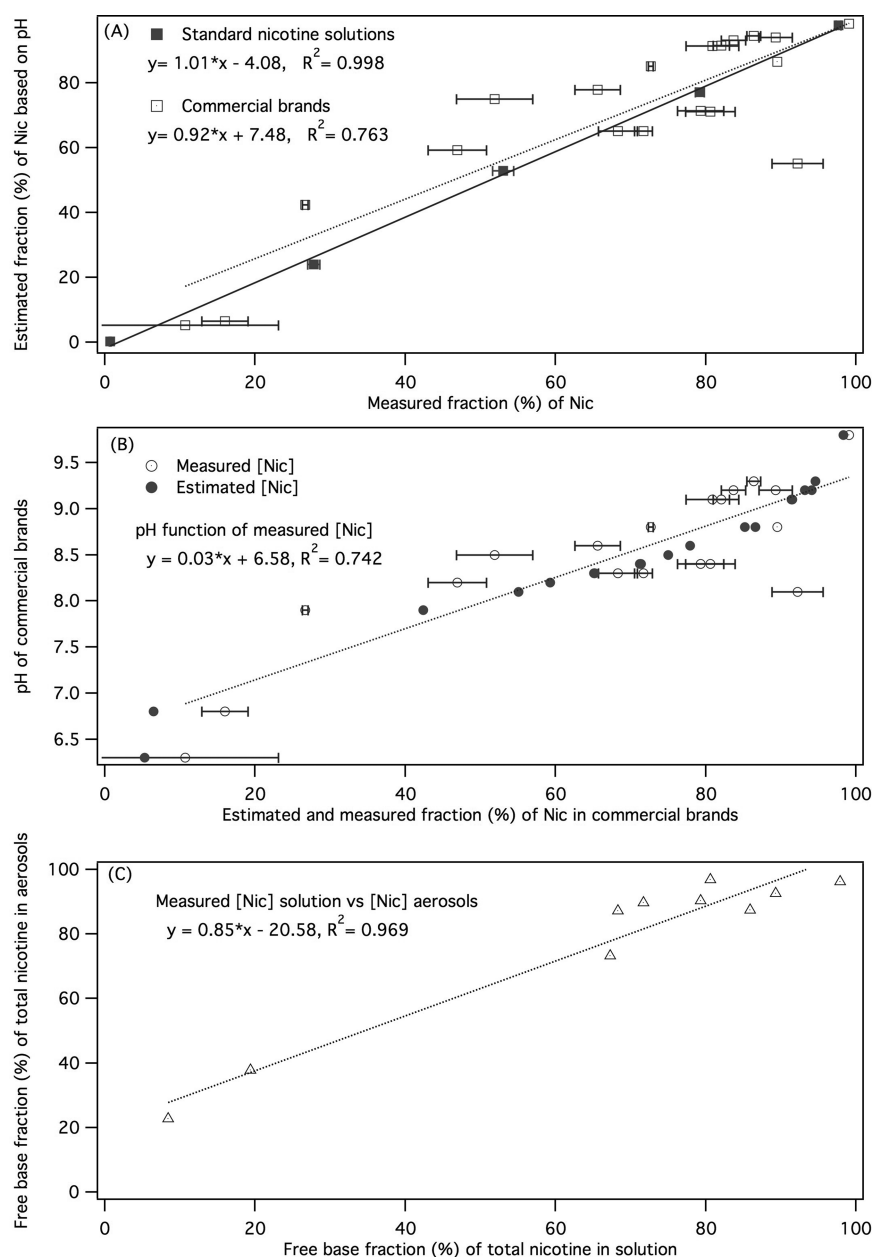 (A)
Standard nicotine solutions
y= 1.01*x - 4.08, R2= 0.998
Commercial brands
y= 0.92*x + 7.48, R2= 0.763
Estimated fraction (%) of Nic based on pH
80
60
40
20
0
0 20 40 60 80 100
Measured fraction (%) of Nic
(B)
Measured [Nic]
Estimated [Nic]
pH function of measured [Nic]
y = 0.03*x + 6.58, R2= 0.742
pH of commercial brands
9.5
9.0
8.5
8.0
7.5
7.0
6.5
0 20 40 60 80 100
Estimated and measured fraction (%) of Nic in commercial brands
(C)
Measured [Nic] solution vs [Nic] aerosols
y = 0.85*x - 20.58, R2= 0.969
Free base fraction (%) of total nicotine in aerosols
100
80
60
40
20
0
0 20 40 60 80 100
Free base fraction (%) of total nicotine in solution